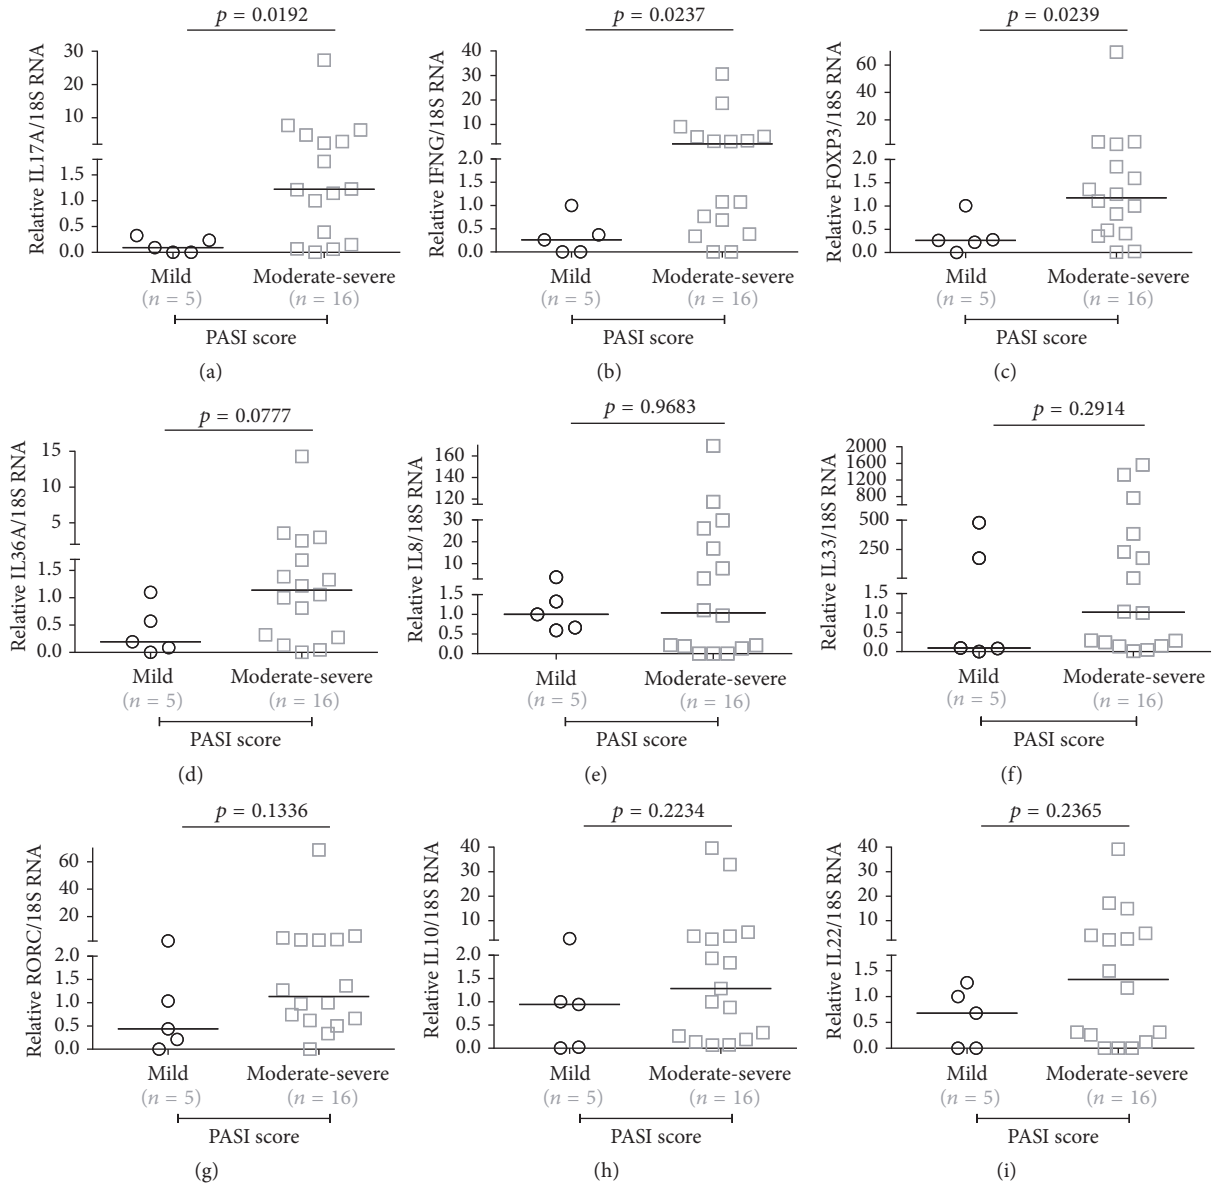 p = 0.0192
Relative IL17A/18S RNA
30
20
10
1.5
1.0
0.5
0.0
Mild
Moderate-severe
(n = 5)
(n = 16)
PASI score
(a)
p = 0.0237
Relative IFNG/18S RNA
40
30
20
10
2.0
1.5
1.0
0.5
0.0
Mild
Moderate-severe
(n = 5)
(n = 16)
PASI score
(b)
p = 0.0239
Relative FOXP3/18S RNA
60
40
20
2.0
1.5
1.0
0.5
0.0
Mild
Moderate-severe
(n = 5)
(n = 16)
PASI score
(c)
p = 0.0777
Relative IL36A/18S RNA
15
10
5
1.5
1.0
0.5
0.0
Mild
Moderate-severe
(n = 5)
(n = 16)
PASI score
(d)
p = 0.9683
Relative IL8/18S RNA
160
140
120
30
20
10
1.5
1.0
0.5
0.0
Mild
Moderate-severe
(n = 5)
(n = 16)
PASI score
(e)
p = 0.2914
Relative IL33/18S RNA
2000
1600
1200
800
500
250
1.5
1.0
0.5
0.0
Mild
Moderate-severe
(n = 5)
(n = 16)
PASI score
(f)
p = 0.1336
Relative RORC/18S RNA
60
40
20
2.0
1.5
1.0
0.5
0.0
Mild
Moderate-severe
(n = 5)
(n = 16)
PASI score
(g)
p = 0.2234
Relative IL10/18S RNA
40
30
20
10
2.0
1.5
1.0
0.5
0.0
Mild
Moderate-severe
(n = 5)
(n = 16)
PASI score
(h)
p = 0.2365
Relative IL22/18S RNA
40
30
20
10
1.5
1.0
0.5
0.0
Mild
Moderate-severe
(n = 5)
(n = 16)
PASI score
(i)